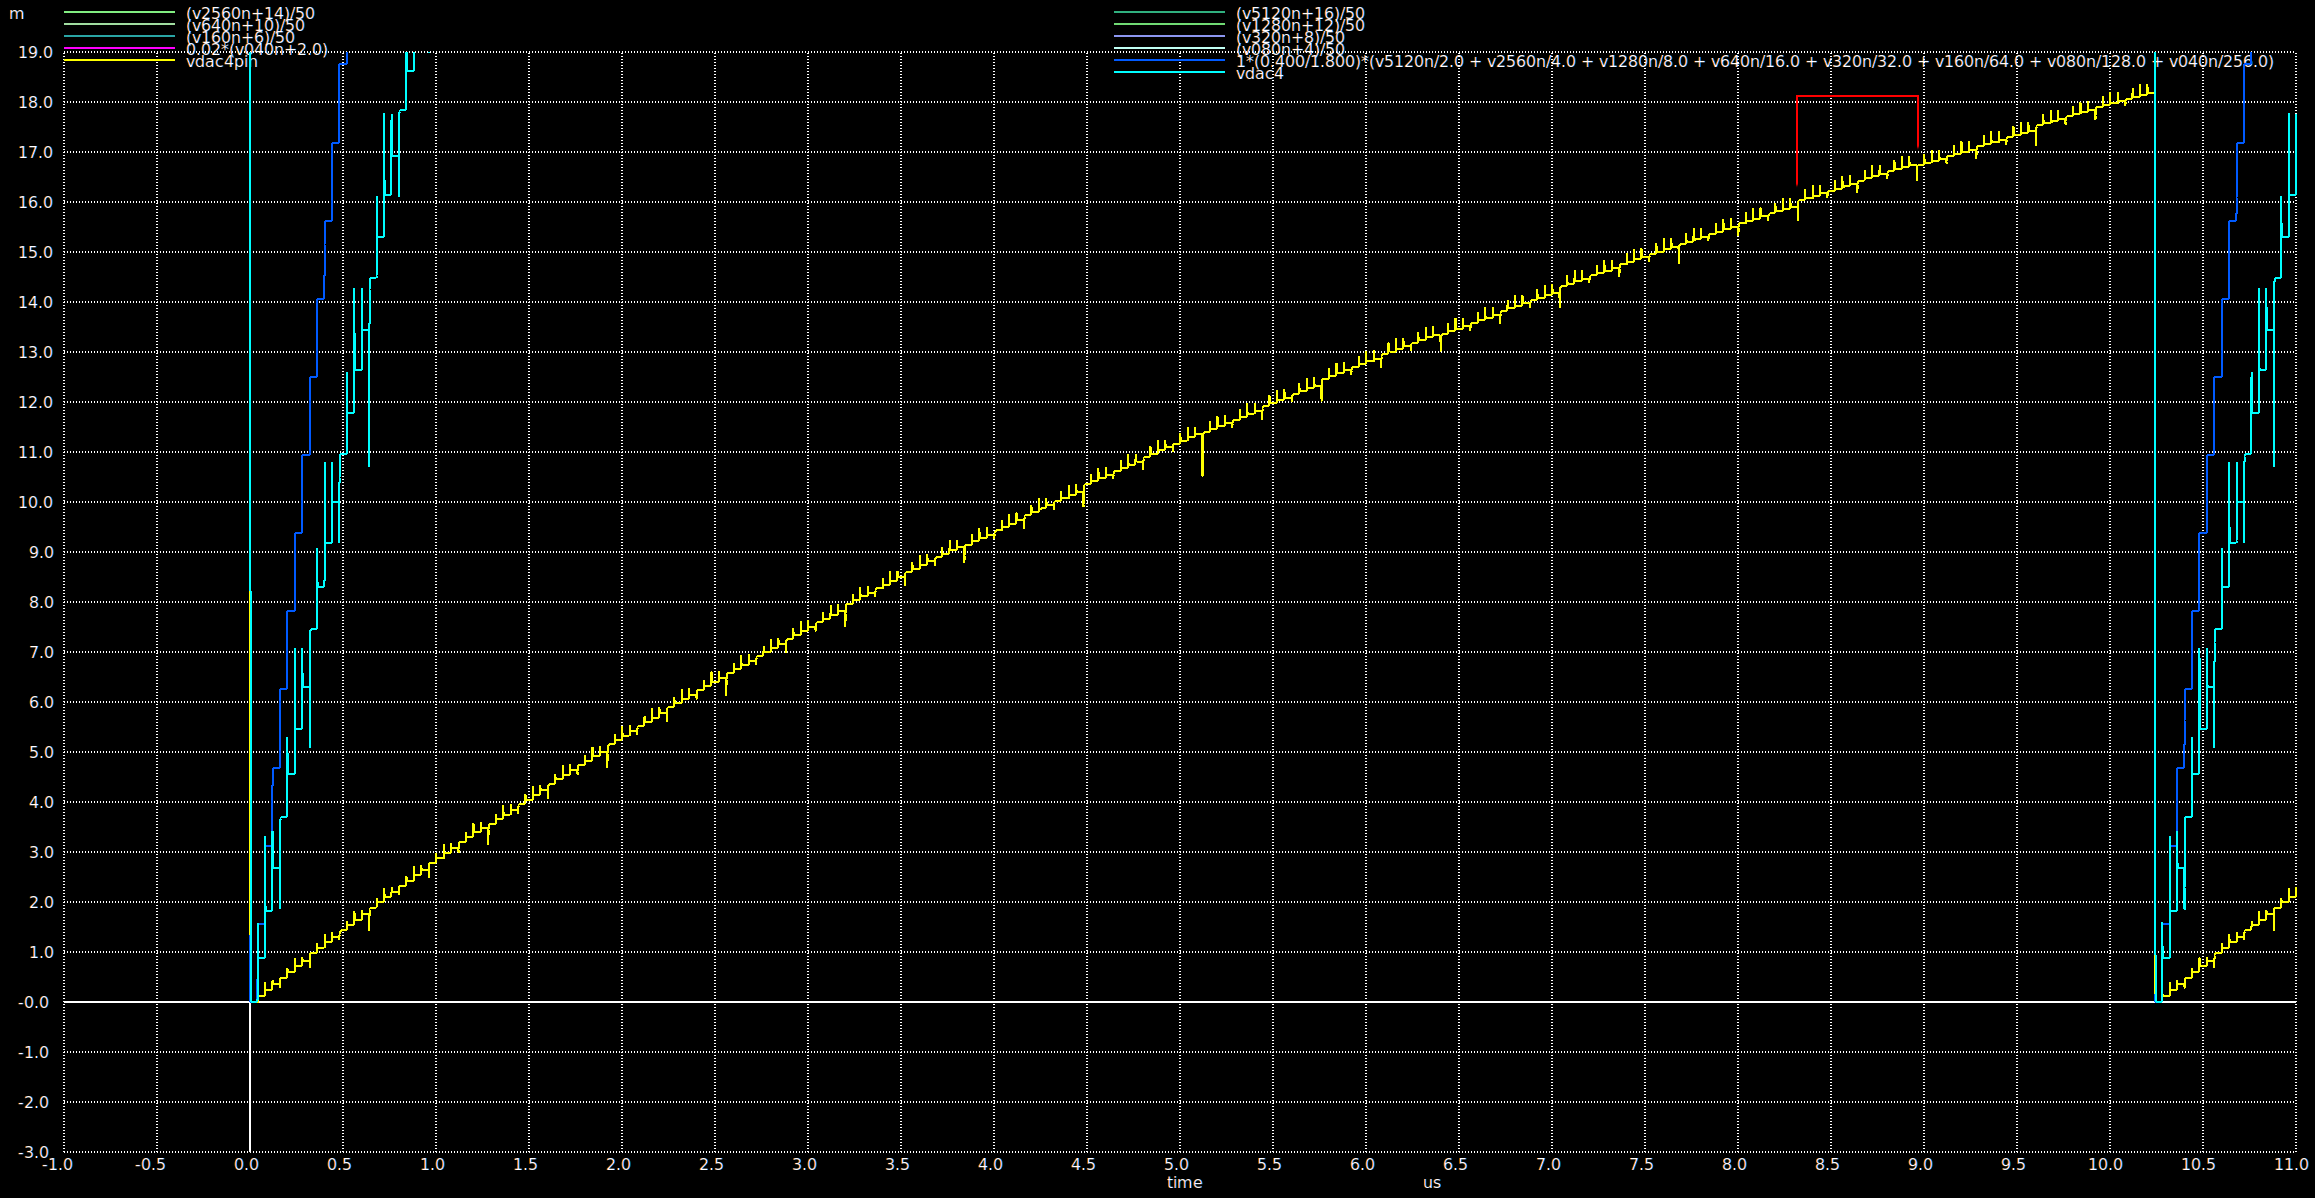 m
(v2560n+14)/50
(v640n+10)/50
(v160n+6)/50
0.02*(v040n+2.0)
vdac4pin
(v5120n+16)/50
(v1280n+12)/50
(v320n+8)/50
(v080n+4)/50
1*(0.400/1.800)*(v5120n/2.0 + v2560n/4.0 + v1280n/8.0 + v640n/16.0 + v320n/32.0 + v160n/64.0 + v080n/128.0 + v040n/256.0)
vdac4
19.0
18.0
17.0
16.0
15.0
14.0
13.0
12.0
11.0
10.0
9.0
8.0
7.0
6.0
5.0
4.0
3.0
2.0
1.0
-0.0
-1.0
-2.0
-3.0
-1.0 -0.5 0.0 0.5 1.0 1.5 2.0 2.5 3.0 3.5 4.0 4.5 5.0 5.5 6.0 6.5 7.0 7.5 8.0 8.5 9.0 9.5 10.0 10.5 11.0
time us